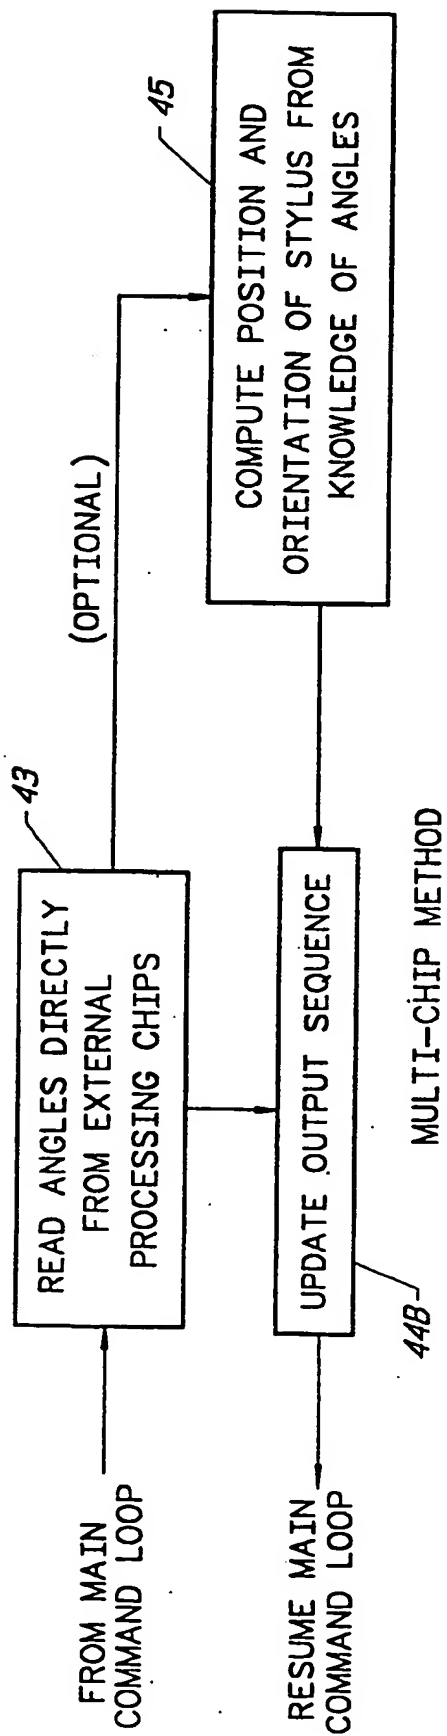 FROM MAIN
COMMAND LOOP
READ ANGLES DIRECTLY
FROM EXTERNAL
PROCESSING CHIPS
43
(OPTIONAL)
45
COMPUTE POSITION AND
ORIENTATION OF STYLUS FROM
KNOWLEDGE OF ANGLES
UPDATE OUTPUT SEQUENCE
44B
RESUME MAIN
COMMAND LOOP
MULTI-CHIP METHOD